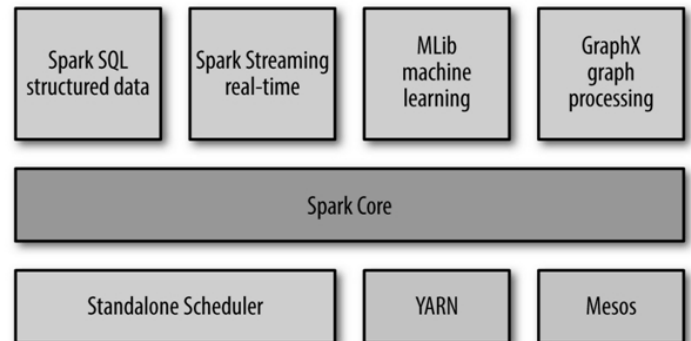 Spark SQL
structured data
Spark Streaming
real-time
MLib
machine
learning
GraphX
graph
processing
Spark Core
Standalone Scheduler
YARN
Mesos